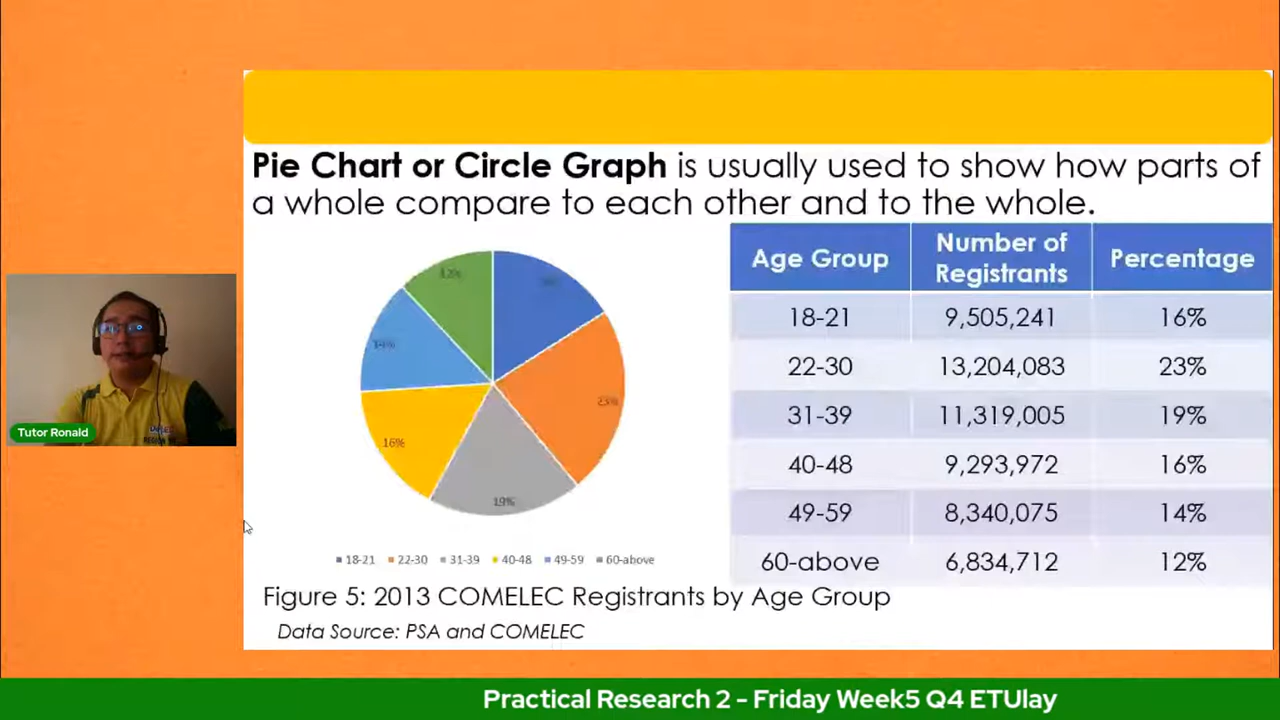 Pie Chart or Circle Graph is usually used to show how parts of
a whole compare to each other and to the whole.
12%
23%
14%
16%
19%
18-21 22-30 31-39 40-48 49-59 60-above
Age Group Number of Registrants Percentage
18-21 9,505,241 16%
22-30 13,204,083 23%
31-39 11,319,005 19%
40-48 9,293,972 16%
49-59 8,340,075 14%
60-above 6,834,712 12%
Figure 5: 2013 COMELEC Registrants by Age Group
Data Source: PSA and COMELEC
Tutor Ronald
Practical Research 2 - Friday Week5 Q4 ETUlay